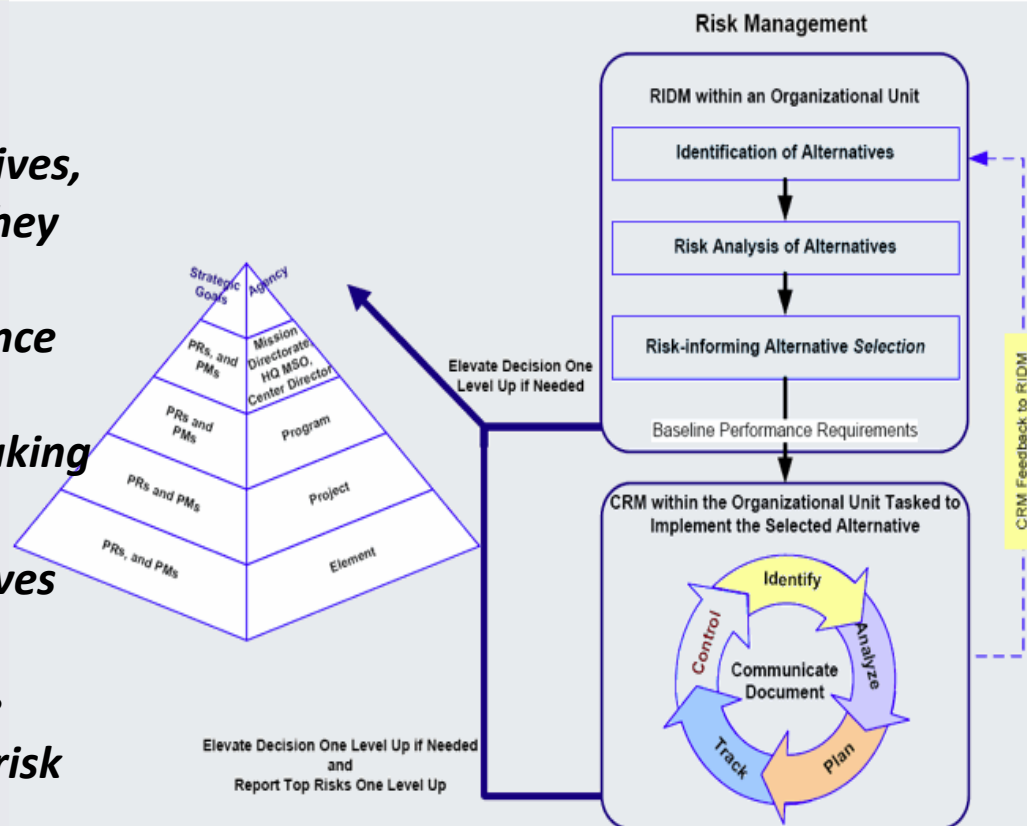 Risk Management
RIDM within an Organizational Unit
Identification of Alternatives
Risk Analysis of Alternatives
Risk-informing Alternative Selection
Baseline Performance Requirements
CRM within the Organizational Unit Tasked to
Implement the Selected Alternative
Identify
Analyze
Plan
Track
Control
Communicate
Document
CRM Feedback to RIDM
Elevate Decision One
Level Up if Needed
Elevate Decision One Level Up if Needed
and
Report Top Risks One Level Up
Strategic
Goals
Agency
PRs, and
PMs
Mission
Directorate,
HQ MSO,
Center Director
PRs and
PMs
Program
PRs and PMs
Project
PRs, and PMs
Element
ives,
hey
nce
aking
ves
risk